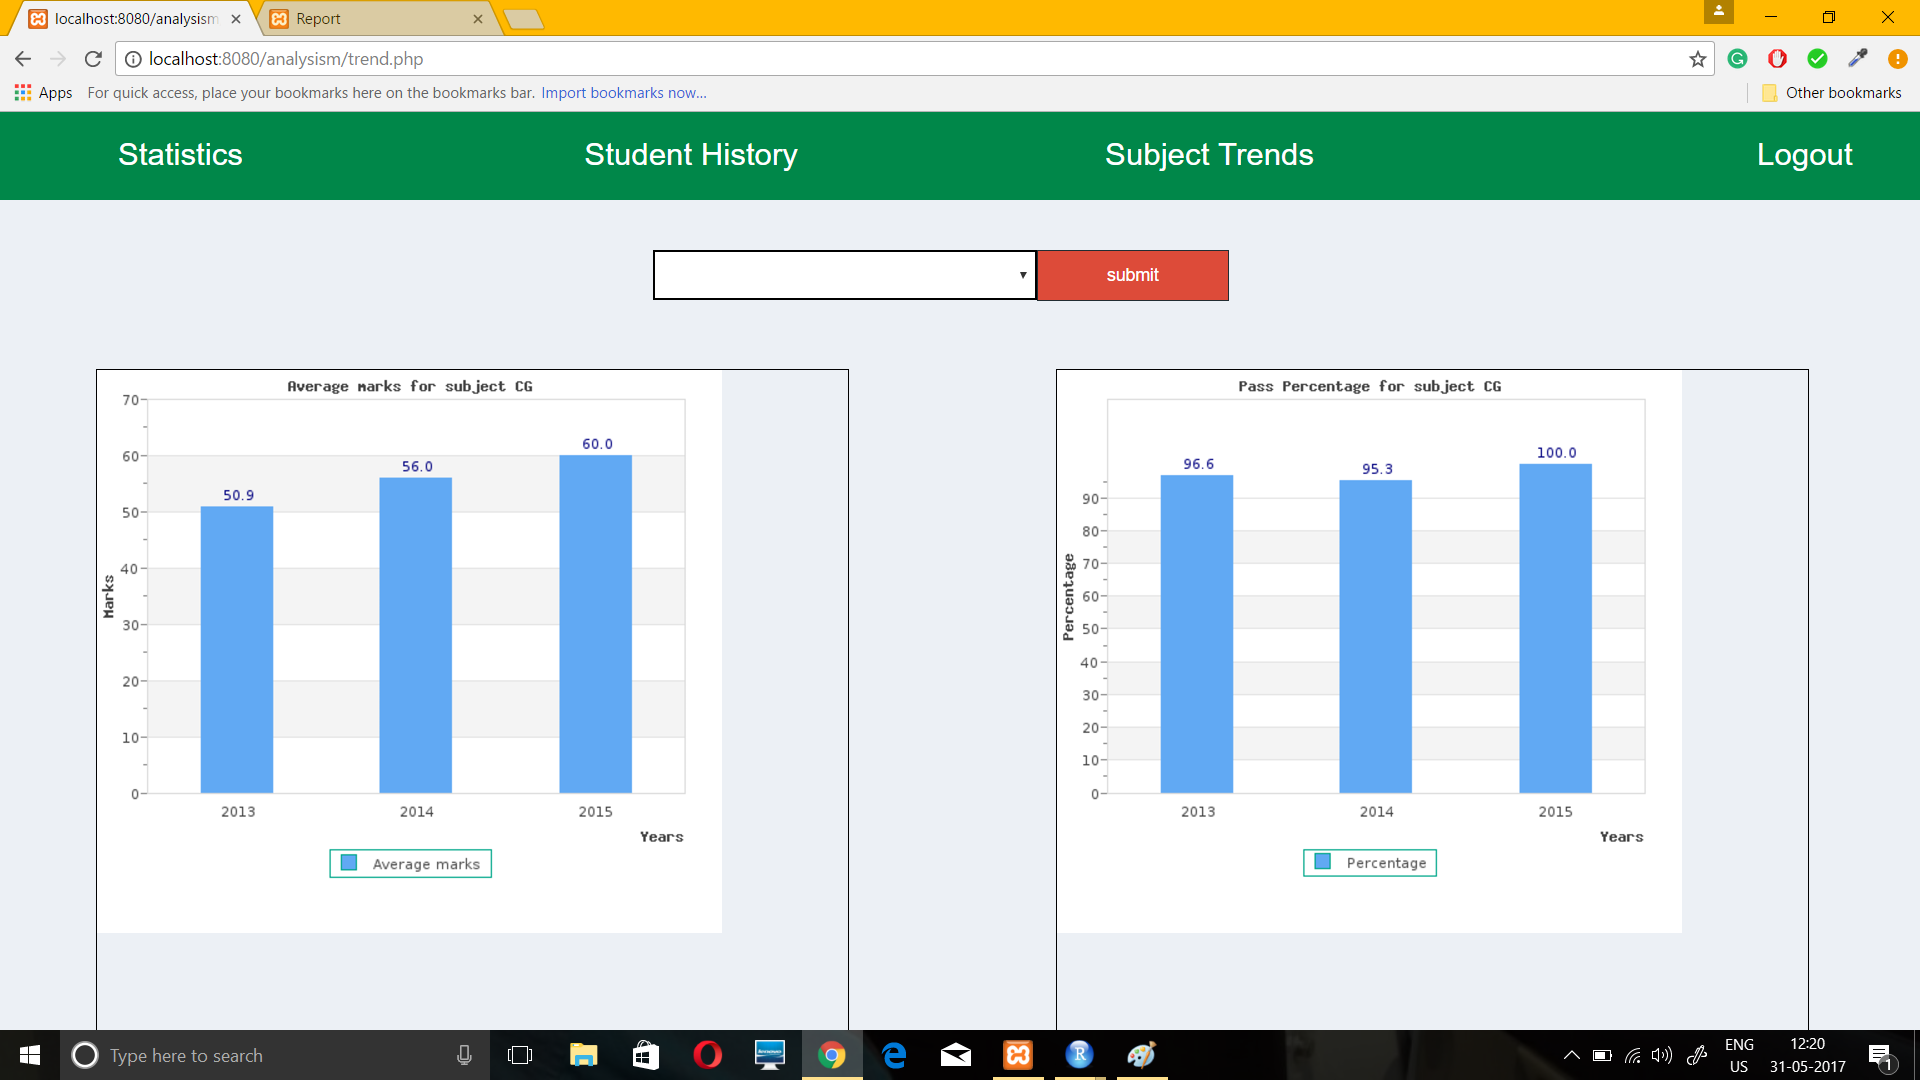 localhost:8080/analysism
Report
localhost:8080/analysism/trend.php
Apps For quick access, place your bookmarks here on the bookmarks bar. Import bookmarks now... Other bookmarks
Statistics Student History Subject Trends Logout
submit
Average marks for subject CG
70
60
50
40
30
20
10
0
Marks
50.9
56.0
60.0
2013 2014 2015
Years
Average marks
Pass Percentage for subject CG
90
80
70
60
50
40
30
20
10
0
Percentage
96.6
95.3
100.0
2013 2014 2015
Years
Percentage
Type here to search
ENG
US
12:20
31-05-2017
1